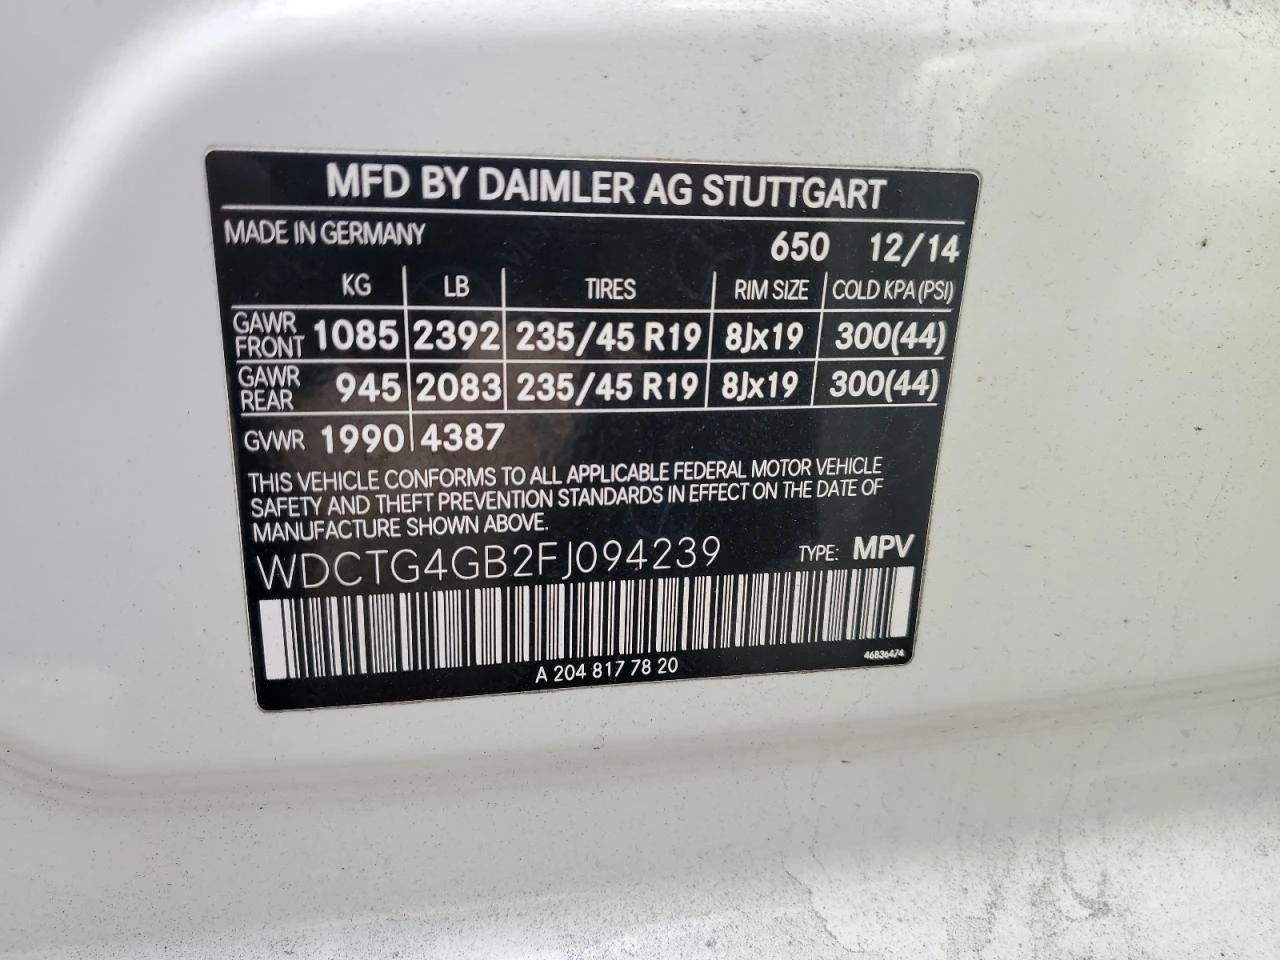 MFD BY DAIMLER AG STUTTGART
MADE IN GERMANY 650 12/14
KG LB TIRES RIM SIZE COLD KPA (PSI)
GAWR FRONT 1085 2392 235/45 R19 8Jx19 300(44)
GAWR REAR 945 2083 235/45 R19 8Jx19 300(44)
GVWR 1990 4387
THIS VEHICLE CONFORMS TO ALL APPLICABLE FEDERAL MOTOR VEHICLE
SAFETY AND THEFT PREVENTION STANDARDS IN EFFECT ON THE DATE OF
MANUFACTURE SHOWN ABOVE.
WDCTG4GB2FJ094239 TYPE: MPV
A 204 817 78 20 46836474